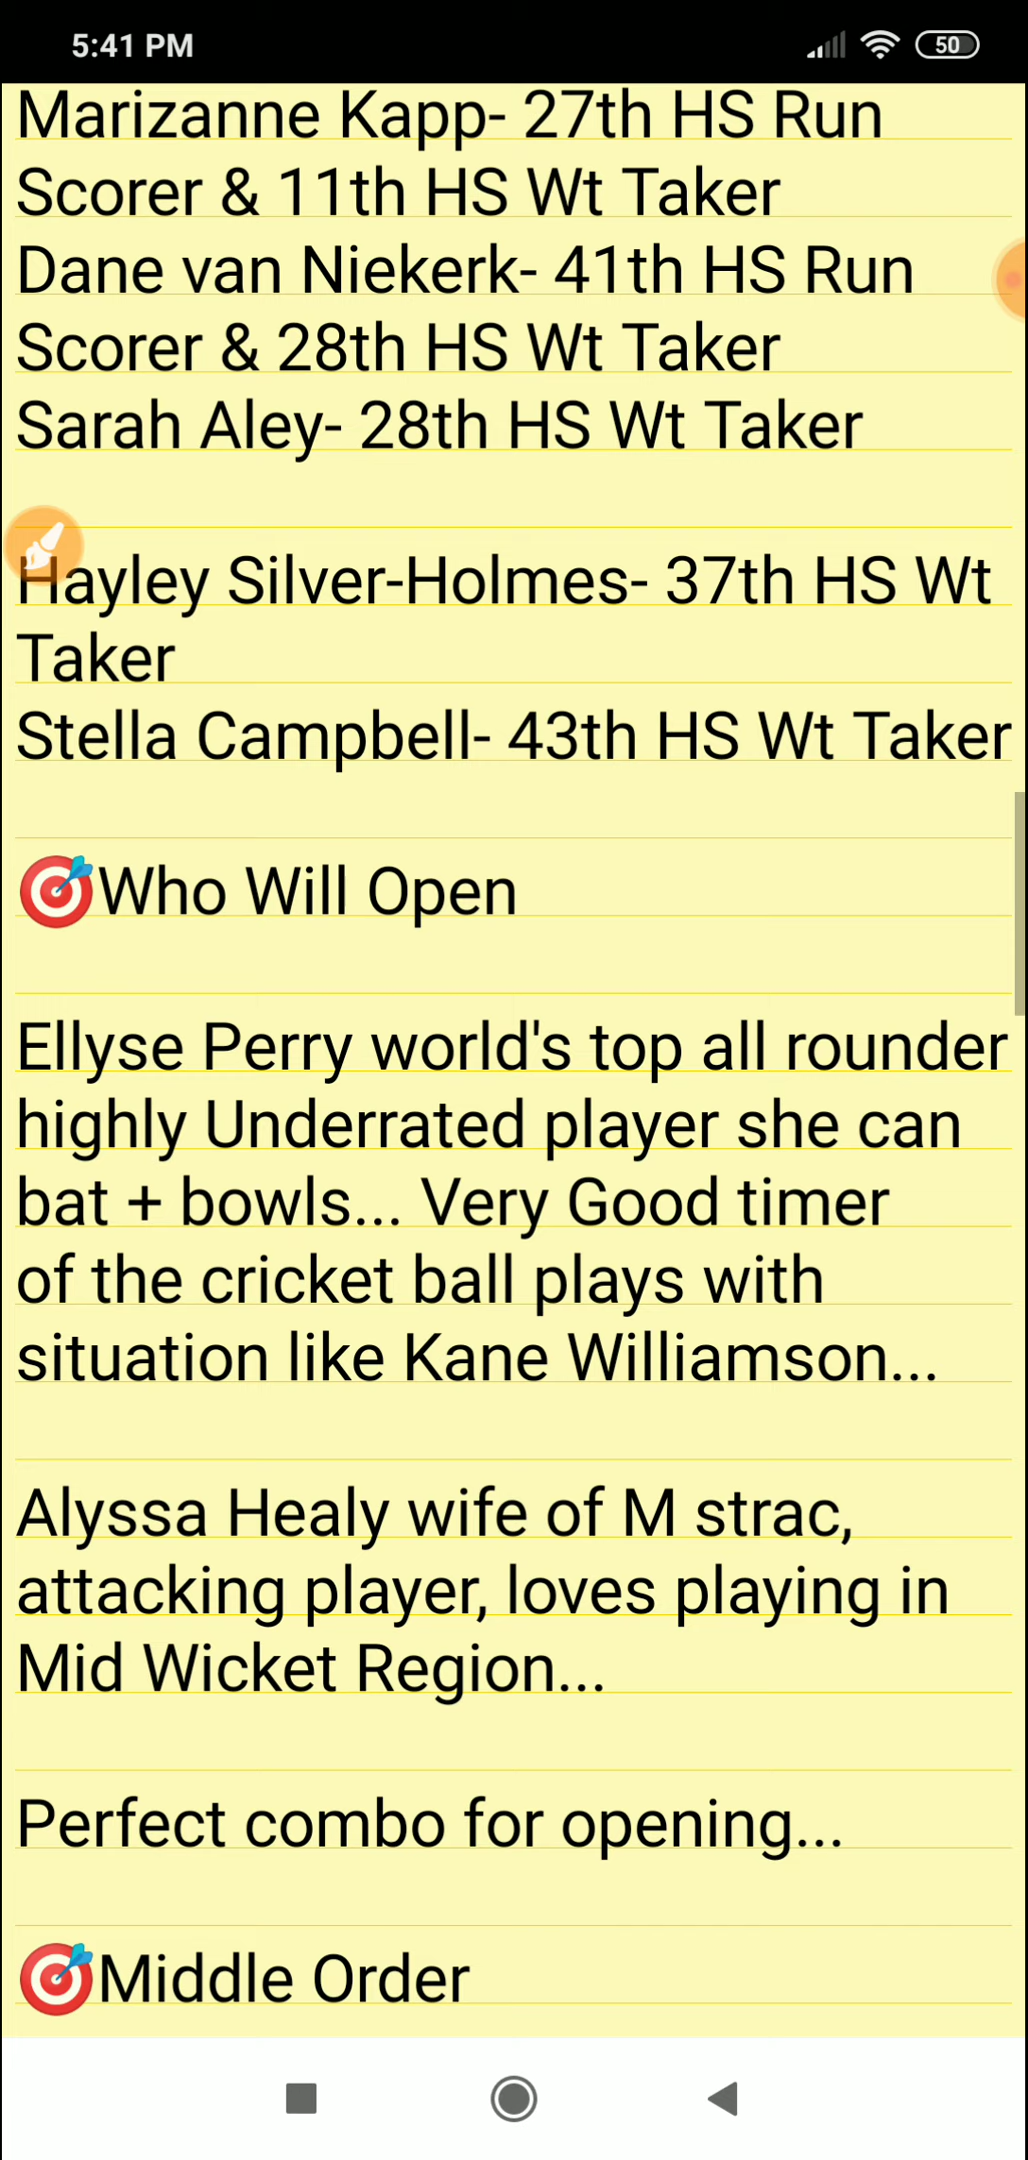 5:41 PM
50
Marizanne Kapp- 27th HS Run
Scorer & 11th HS Wt Taker
Dane van Niekerk- 41th HS Run
Scorer & 28th HS Wt Taker
Sarah Aley- 28th HS Wt Taker
Hayley Silver-Holmes- 37th HS Wt
Taker
Stella Campbell- 43th HS Wt Taker
🎯Who Will Open
Ellyse Perry world's top all rounder
highly Underrated player she can
bat + bowls... Very Good timer
of the cricket ball plays with
situation like Kane Williamson...
Alyssa Healy wife of M strac,
attacking player, loves playing in
Mid Wicket Region...
Perfect combo for opening...
🎯Middle Order